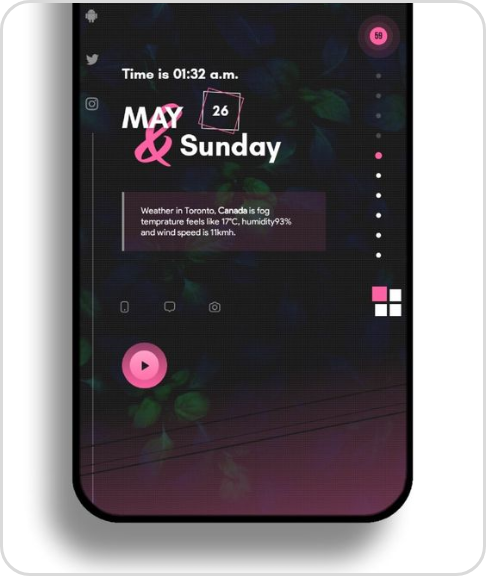 59
Time is 01:32 a.m.
MAY
26
& Sunday
Weather in Toronto, Canada is fog
temprature feels like 17°C, humidity93%
and wind speed is 11kmh.